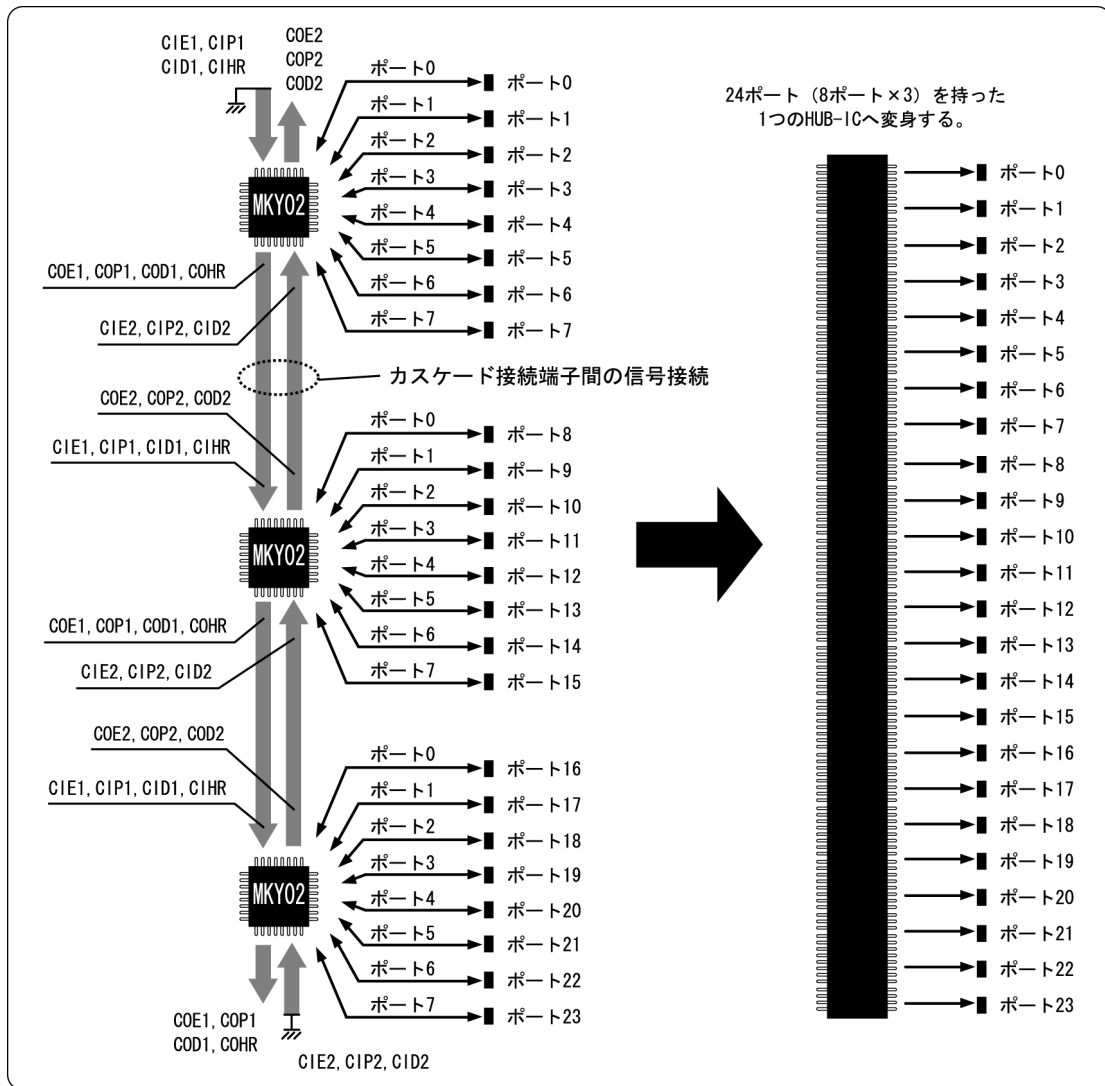 CIE1, CIP1
CID1, CIHR
COE2
COP2
COD2
ポート0
ポート1
ポート2
ポート3
ポート4
ポート5
ポート6
ポート7
ポート0
ポート1
ポート2
ポート3
ポート4
ポート5
ポート6
ポート7
MKY02
COE1, COP1, COD1, COHR
CIE2, CIP2, CID2
カスケード接続端子間の信号接続
COE2, COP2, COD2
CIE1, CIP1, CID1, CIHR
ポート0
ポート1
ポート2
ポート3
ポート4
ポート5
ポート6
ポート7
ポート8
ポート9
ポート10
ポート11
ポート12
ポート13
ポート14
ポート15
MKY02
COE1, COP1, COD1, COHR
CIE2, CIP2, CID2
COE2, COP2, COD2
CIE1, CIP1, CID1, CIHR
ポート0
ポート1
ポート2
ポート3
ポート4
ポート5
ポート6
ポート7
ポート16
ポート17
ポート18
ポート19
ポート20
ポート21
ポート22
ポート23
MKY02
COE1, COP1
COD1, COHR
CIE2, CIP2, CID2
24ポート（8ポート×3）を持った
1つのHUB-ICへ変身する。
ポート0
ポート1
ポート2
ポート3
ポート4
ポート5
ポート6
ポート7
ポート8
ポート9
ポート10
ポート11
ポート12
ポート13
ポート14
ポート15
ポート16
ポート17
ポート18
ポート19
ポート20
ポート21
ポート22
ポート23